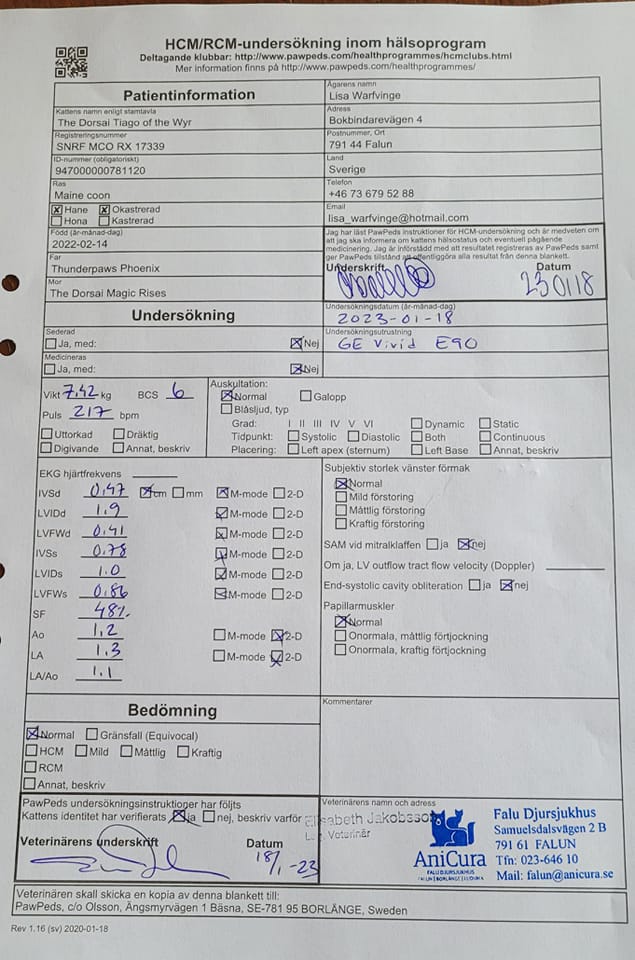 HCM/RCM-undersökning inom hälsoprogram
Deltagande klubbar: http://www.pawpeds.com/healthprogrammes/hcmclubs.html
Mer information finns på http://www.pawpeds.com/healthprogrammes/
Patientinformation
Kattens namn enligt stamtavla
The Dorsai Tiago of the Wyr
Registreringsnummer
SNRF MCO RX 17339
ID-nummer (obligatoriskt)
947000000781120
Ras
Maine coon
Hane Okastrerad
Hona Kastrerad
Född (år-månad-dag)
2022-02-14
Far
Thunderpaws Phoenix
Mor
The Dorsai Magic Rises
Ägarens namn
Lisa Warfvinge
Adress
Bokbindarevägen 4
Postnummer, Ort
791 44 Falun
Land
Sverige
Telefon
+46 73 679 52 88
Email
lisa_warfvinge@hotmail.com
Jag har läst PawPeds instruktioner för HCM-undersökning och är medveten om
att jag ska informera om kattens hälsostatus och eventuell pågående
medicinering. Jag är införstådd med att resultatet registreras av PawPeds samt
ger PawPeds tillstånd att offentliggöra alla resultat från denna blankett.
Underskrift Datum
230118
Undersökning
Sederad
Ja, med: Nej
Medicineras
Ja, med: Nej
Undersökningsdatum (år-månad-dag)
2023-01-18
Undersökningsutrustning
GE Vivid E90
Vikt 7.42 kg BCS 6
Puls 217 bpm
Uttorkad Dräktig
Digivande Annat, beskriv
Auskultation:
Normal Galopp
Blåsljud, typ
Grad: I II III IV V VI Dynamic Static
Tidpunkt: Systolic Diastolic Both Continuous
Placering: Left apex (sternum) Left Base Annat, beskriv
EKG hjärtfrekvens
IVSd 0.47 cm mm M-mode 2-D
LVIDd 1.9 M-mode 2-D
LVFWd 0.41 M-mode 2-D
IVSs 0.78 M-mode 2-D
LVIDs 1.0 M-mode 2-D
LVFWs 0.86 M-mode 2-D
SF 48%
Ao 1.2 M-mode 2-D
LA 1.3 M-mode 2-D
LA/Ao 1.1
Subjektiv storlek vänster förmak
Normal
Mild förstoring
Måttlig förstoring
Kraftig förstoring
SAM vid mitralklaffen ja nej
Om ja, LV outflow tract flow velocity (Doppler)
End-systolic cavity obliteration ja nej
Papillarmuskler
Normal
Onormala, måttlig förtjockning
Onormala, kraftig förtjockning
Bedömning
Normal Gränsfall (Equivocal)
HCM Mild Måttlig Kraftig
RCM
Annat, beskriv
Kommentarer
PawPeds undersökningsinstruktioner har följts
Kattens identitet har verifierats ja nej, beskriv varför
Veterinärens underskrift Datum
18/1-23
Veterinärens namn och adress
Elisabeth Jakobsson
Leg. Veterinär
AniCura
FALU DJURSJUKHUS
Falu Djursjukhus
Samuelsdalsvägen 2 B
791 61 FALUN
Tfn: 023-646 10
Mail: falun@anicura.se
Veterinären skall skicka en kopia av denna blankett till:
PawPeds, c/o Olsson, Ängsmyrvägen 1 Bäsna, SE-781 95 BORLÄNGE, Sweden
Rev 1.16 (sv) 2020-01-18